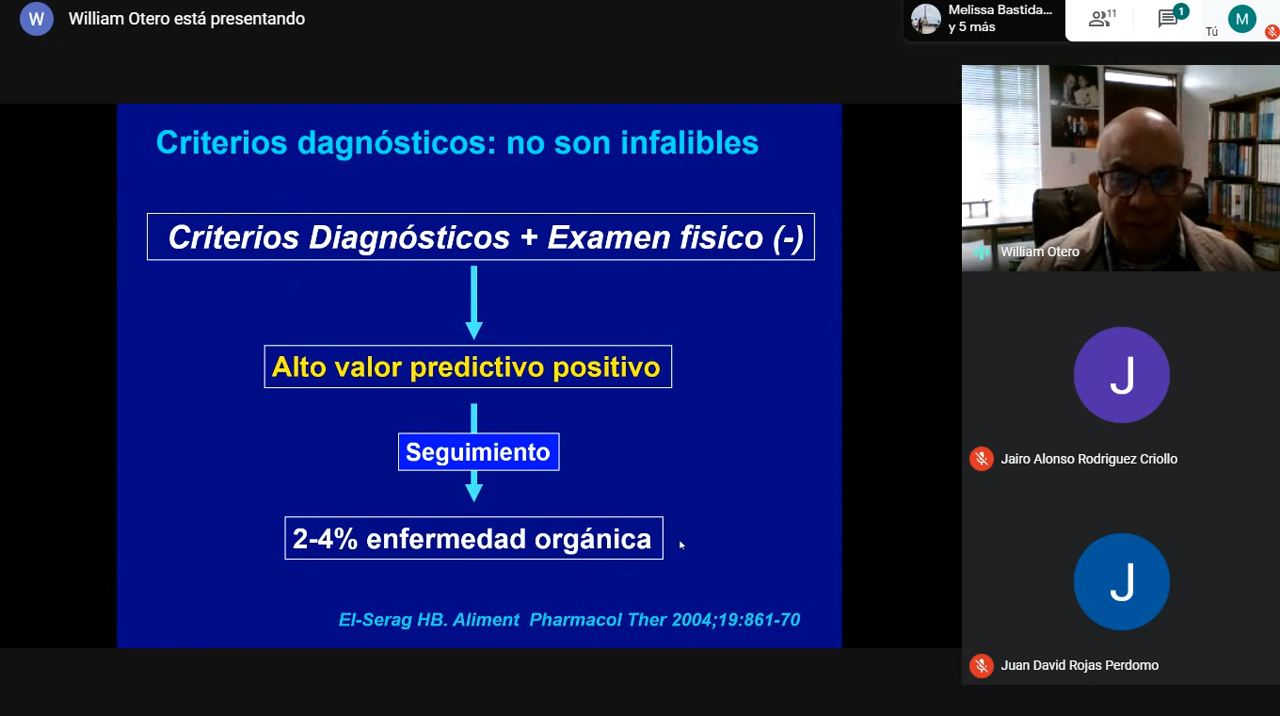 W
William Otero está presentando
Melissa Bastida...
y 5 más
11
1
Tú
M
Criterios dagnósticos: no son infalibles
Criterios Diagnósticos + Examen fisico (-)
Alto valor predictivo positivo
Seguimiento
2-4% enfermedad orgánica
El-Serag HB. Aliment Pharmacol Ther 2004;19:861-70
William Otero
J
Jairo Alonso Rodriguez Criollo
J
Juan David Rojas Perdomo